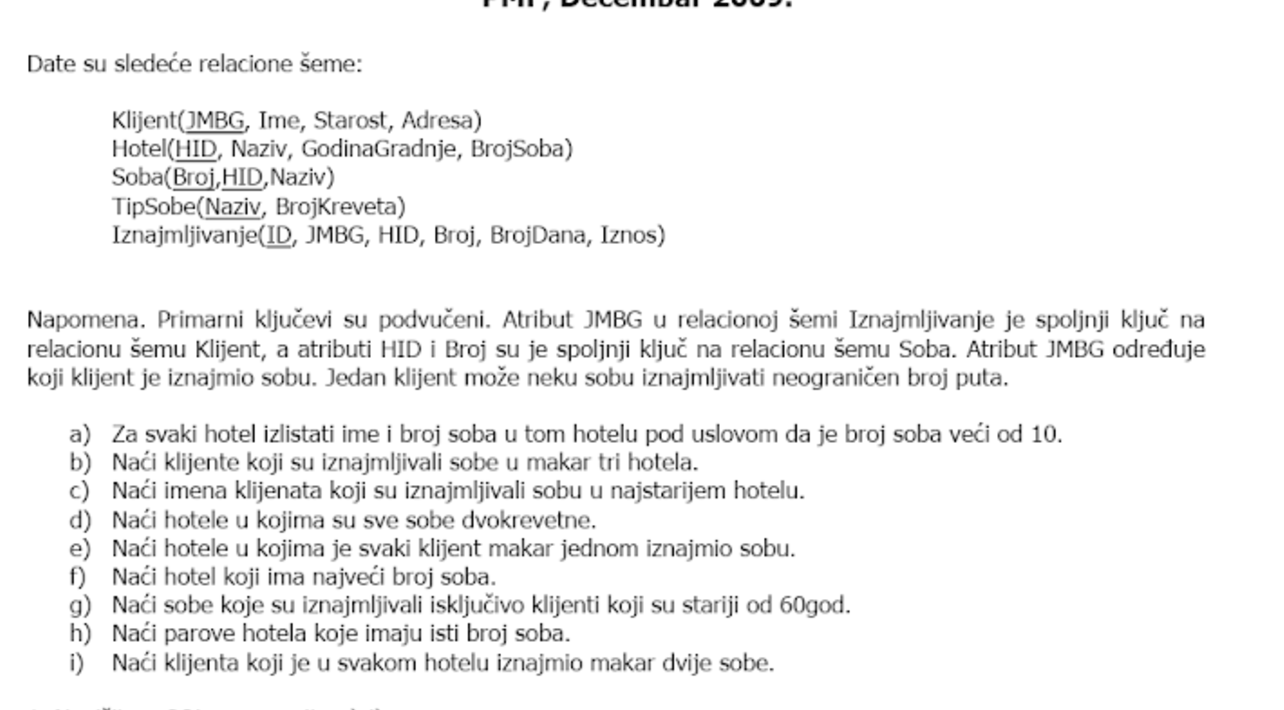 PMF, Decembar 2009.
Date su sledeće relacione šeme:
Klijent(JMBG, Ime, Starost, Adresa)
Hotel(HID, Naziv, GodinaGradnje, BrojSoba)
Soba(Broj,HID,Naziv)
TipSobe(Naziv, BrojKreveta)
Iznajmljivanje(ID, JMBG, HID, Broj, BrojDana, Iznos)
Napomena. Primarni ključevi su podvučeni. Atribut JMBG u relacionoj šemi Iznajmljivanje je spoljnji ključ na
relacionu šemu Klijent, a atributi HID i Broj su je spoljnji ključ na relacionu šemu Soba. Atribut JMBG određuje
koji klijent je iznajmio sobu. Jedan klijent može neku sobu iznajmljivati neograničen broj puta.
a) Za svaki hotel izlistati ime i broj soba u tom hotelu pod uslovom da je broj soba veći od 10.
b) Naći klijente koji su iznajmljivali sobe u makar tri hotela.
c) Naći imena klijenata koji su iznajmljivali sobu u najstarijem hotelu.
d) Naći hotele u kojima su sve sobe dvokrevetne.
e) Naći hotele u kojima je svaki klijent makar jednom iznajmio sobu.
f) Naći hotel koji ima najveći broj soba.
g) Naći sobe koje su iznajmljivali isključivo klijenti koji su stariji od 60god.
h) Naći parove hotela koje imaju isti broj soba.
i) Naći klijenta koji je u svakom hotelu iznajmio makar dvije sobe.